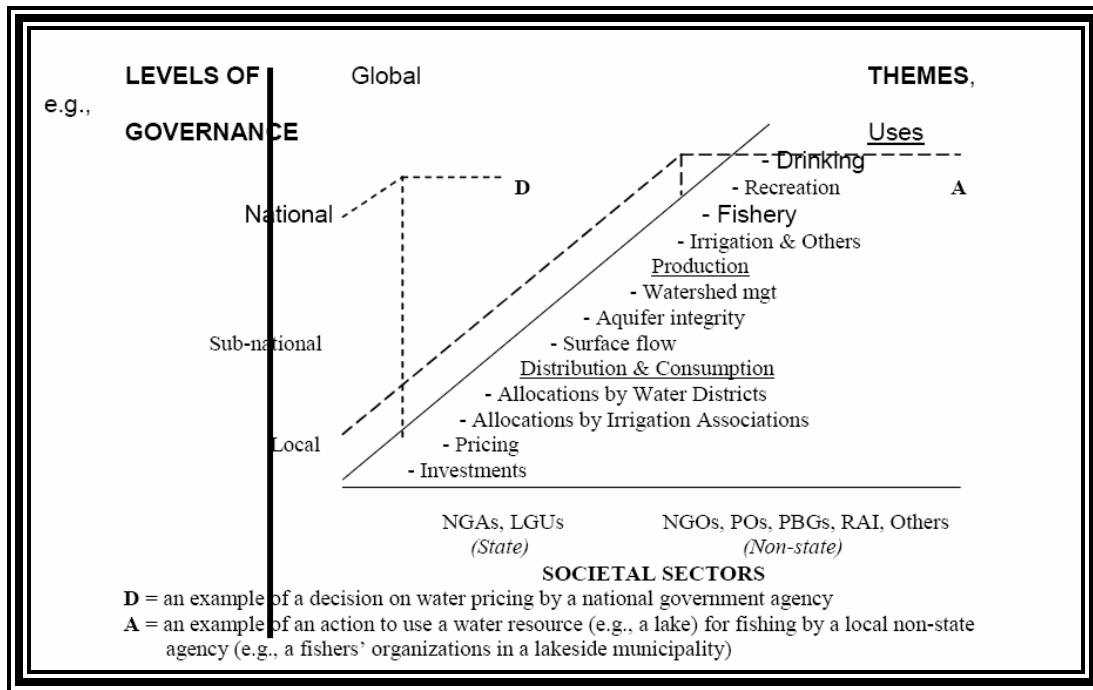 LEVELS OF Global THEMES,
e.g.,
GOVERNANCE Uses
- Drinking
D - Recreation A
National - Fishery
- Irrigation & Others
Production
- Watershed mgt
- Aquifer integrity
Sub-national - Surface flow
Distribution & Consumption
- Allocations by Water Districts
- Allocations by Irrigation Associations
Local - Pricing
- Investments
NGAs, LGUs NGOs, POs, PBGs, RAI, Others
(State) (Non-state)
SOCIETAL SECTORS
D = an example of a decision on water pricing by a national government agency
A = an example of an action to use a water resource (e.g., a lake) for fishing by a local non-state
agency (e.g., a fishers’ organizations in a lakeside municipality)